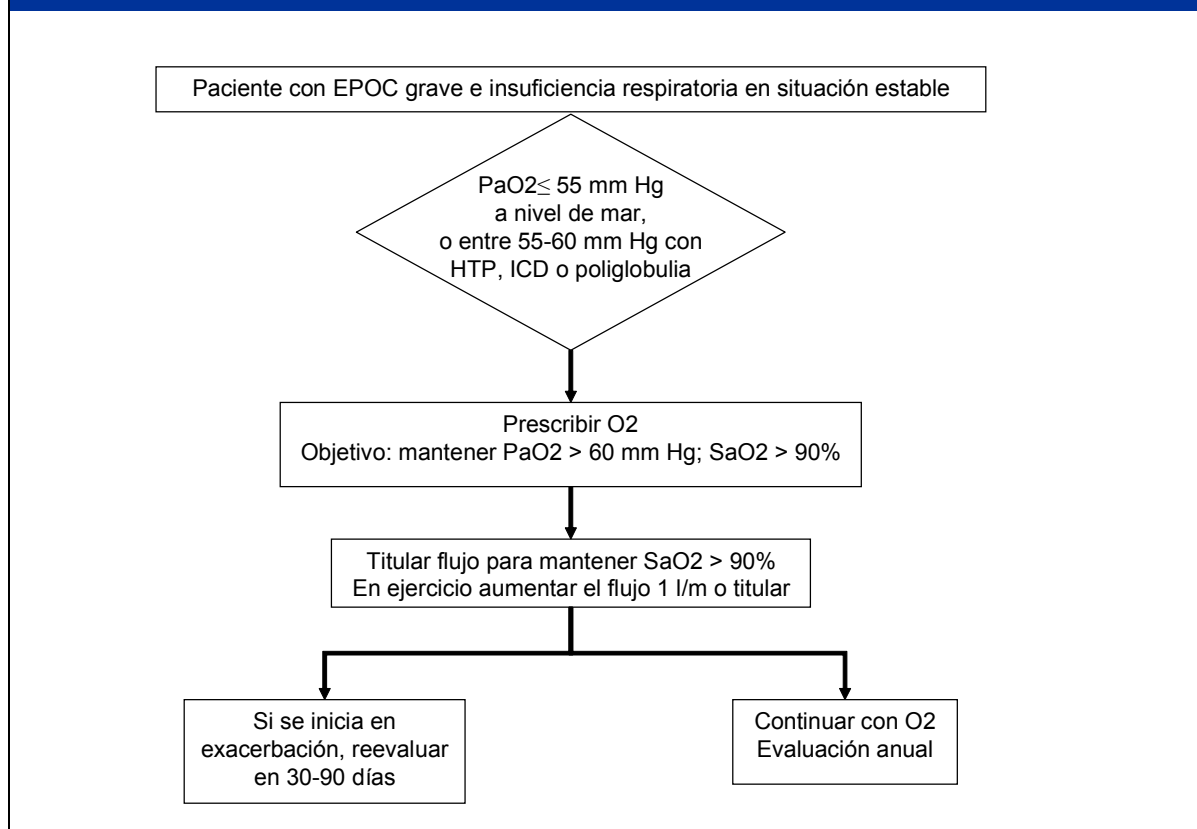 Paciente con EPOC grave e insuficiencia respiratoria en situación estable
PaO2≤ 55 mm Hg
a nivel de mar,
o entre 55-60 mm Hg con
HTP, ICD o poliglobulia
Prescribir O2
Objetivo: mantener PaO2 > 60 mm Hg; SaO2 > 90%
Titular flujo para mantener SaO2 > 90%
En ejercicio aumentar el flujo 1 l/m o titular
Si se inicia en
exacerbación, reevaluar
en 30-90 días
Continuar con O2
Evaluación anual